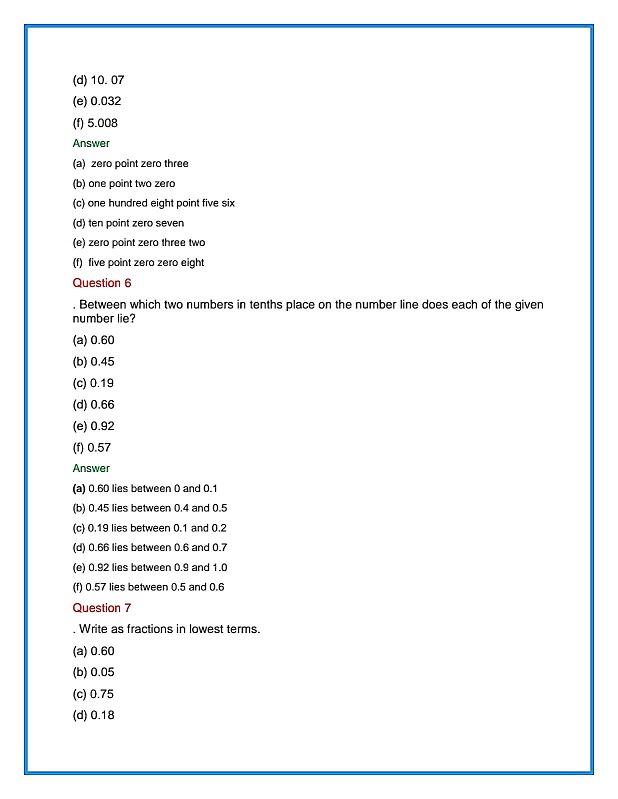 (d) 10. 07
(e) 0.032
(f) 5.008
Answer
(a) zero point zero three
(b) one point two zero
(c) one hundred eight point five six
(d) ten point zero seven
(e) zero point zero three two
(f) five point zero zero eight
Question 6
. Between which two numbers in tenths place on the number line does each of the given
number lie?
(a) 0.60
(b) 0.45
(c) 0.19
(d) 0.66
(e) 0.92
(f) 0.57
Answer
(a) 0.60 lies between 0 and 0.1
(b) 0.45 lies between 0.4 and 0.5
(c) 0.19 lies between 0.1 and 0.2
(d) 0.66 lies between 0.6 and 0.7
(e) 0.92 lies between 0.9 and 1.0
(f) 0.57 lies between 0.5 and 0.6
Question 7
. Write as fractions in lowest terms.
(a) 0.60
(b) 0.05
(c) 0.75
(d) 0.18